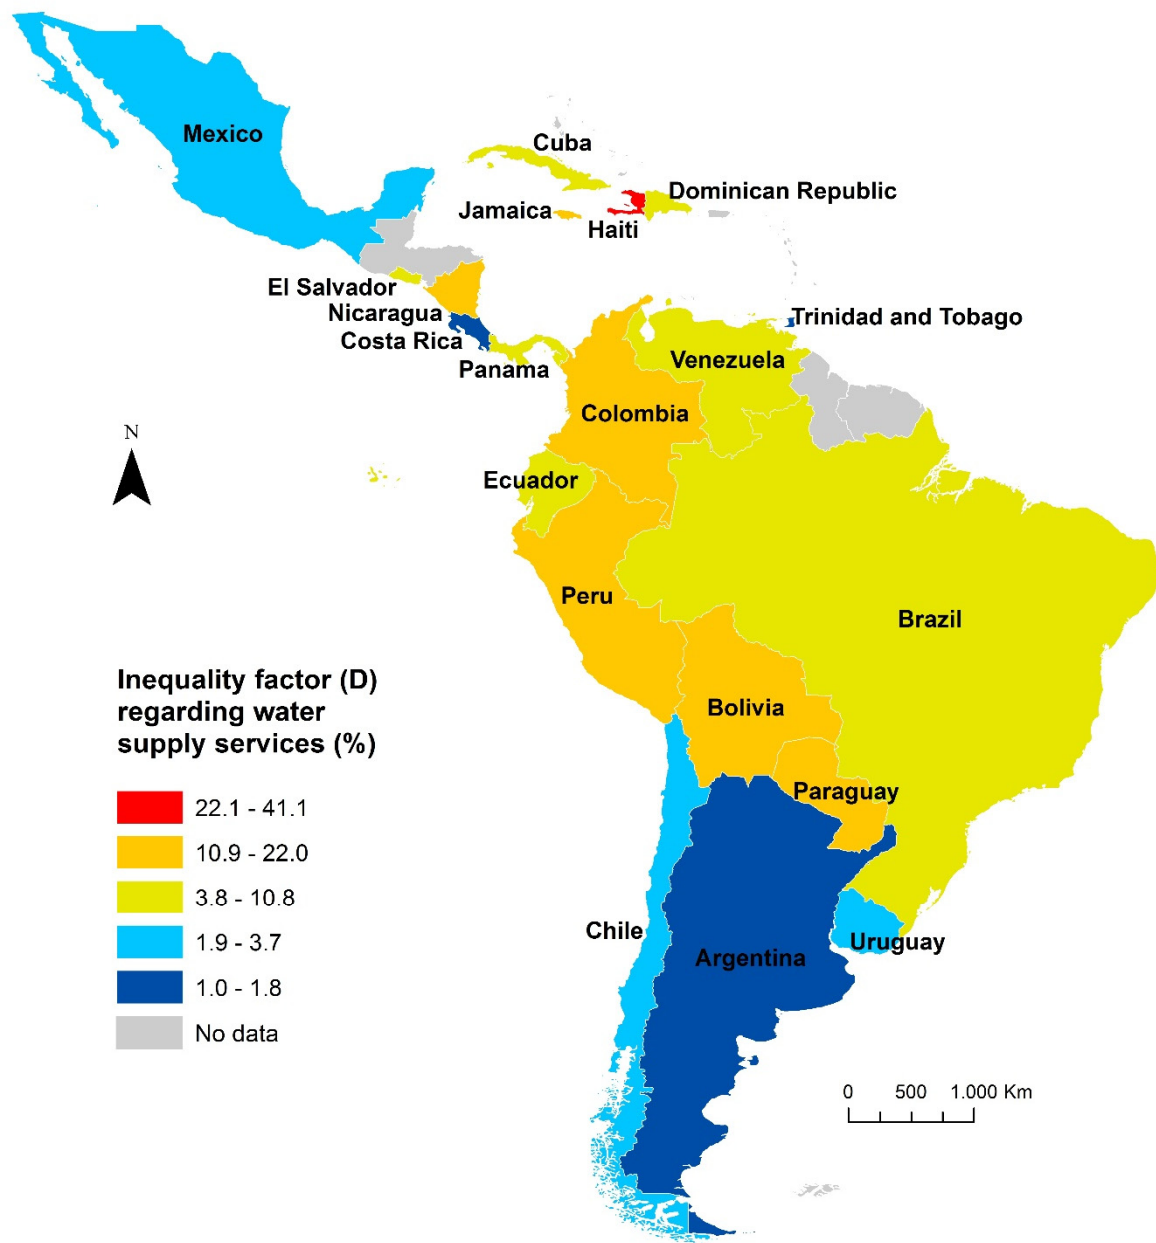 Mexico
Cuba
Dominican Republic
Jamaica
Haiti
El Salvador
Nicaragua
Costa Rica
Panama
Trinidad and Tobago
Venezuela
Colombia
Ecuador
N
Peru
Brazil
Bolivia
Paraguay
Chile
Argentina
Uruguay
Inequality factor (D)
regarding water
supply services (%)
22.1 - 41.1
10.9 - 22.0
3.8 - 10.8
1.9 - 3.7
1.0 - 1.8
No data
0 500 1.000 Km